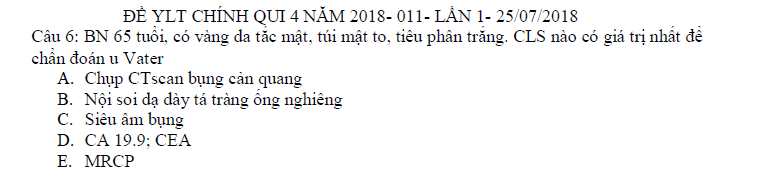 ĐỀ YLT CHÍNH QUI 4 NĂM 2018- 011- LẦN 1- 25/07/2018
Câu 6: BN 65 tuổi, có vàng da tắc mật, túi mật to, tiêu phân trắng. CLS nào có giá trị nhất để
chẩn đoán u Vater
A. Chụp CTscan bụng cản quang
B. Nội soi dạ dày tá tràng ống nghiêng
C. Siêu âm bụng
D. CA 19.9; CEA
E. MRCP